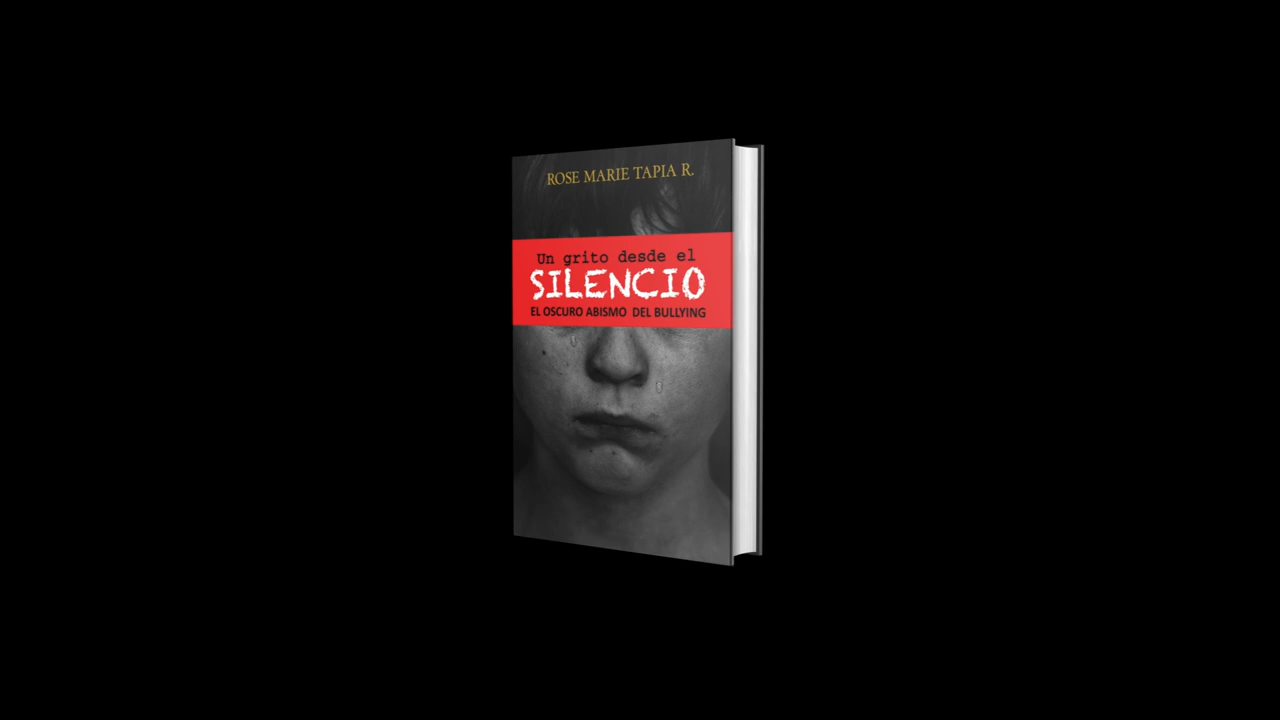 ROSE MARIE TAPIA R.
Un grito desde el
SILENCIO
EL OSCURO ABISMO DEL BULLYING